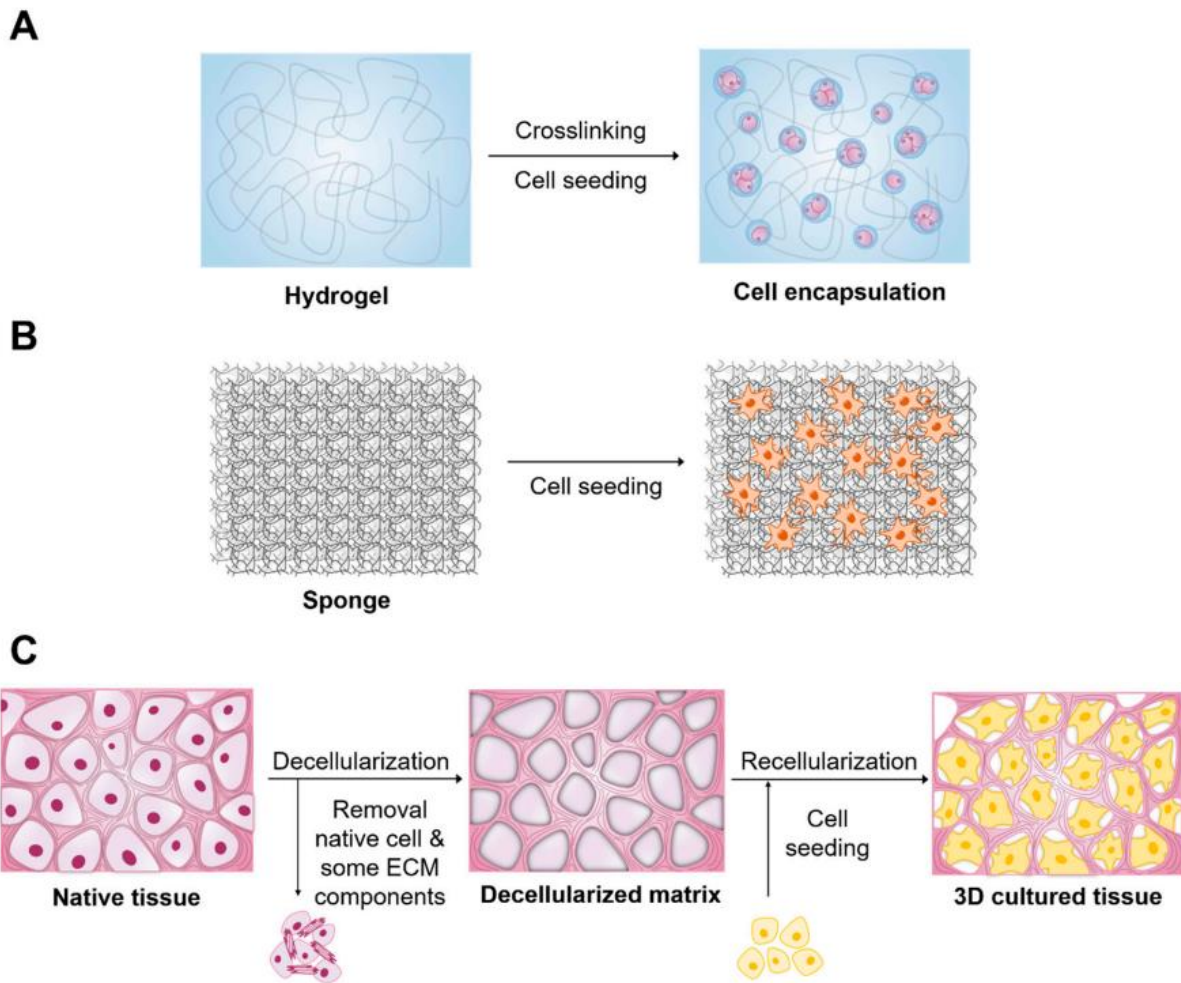 A
Crosslinking
Cell seeding
Hydrogel
Cell encapsulation
B
Cell seeding
Sponge
C
Decellularization
Removal
native cell &
some ECM
components
Recellularization
Cell
seeding
Native tissue
Decellularized matrix
3D cultured tissue